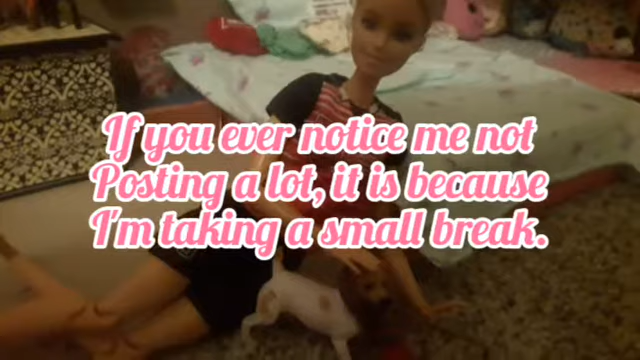 If you ever notice me not
Posting a lot, it is because
I'm taking a small break.